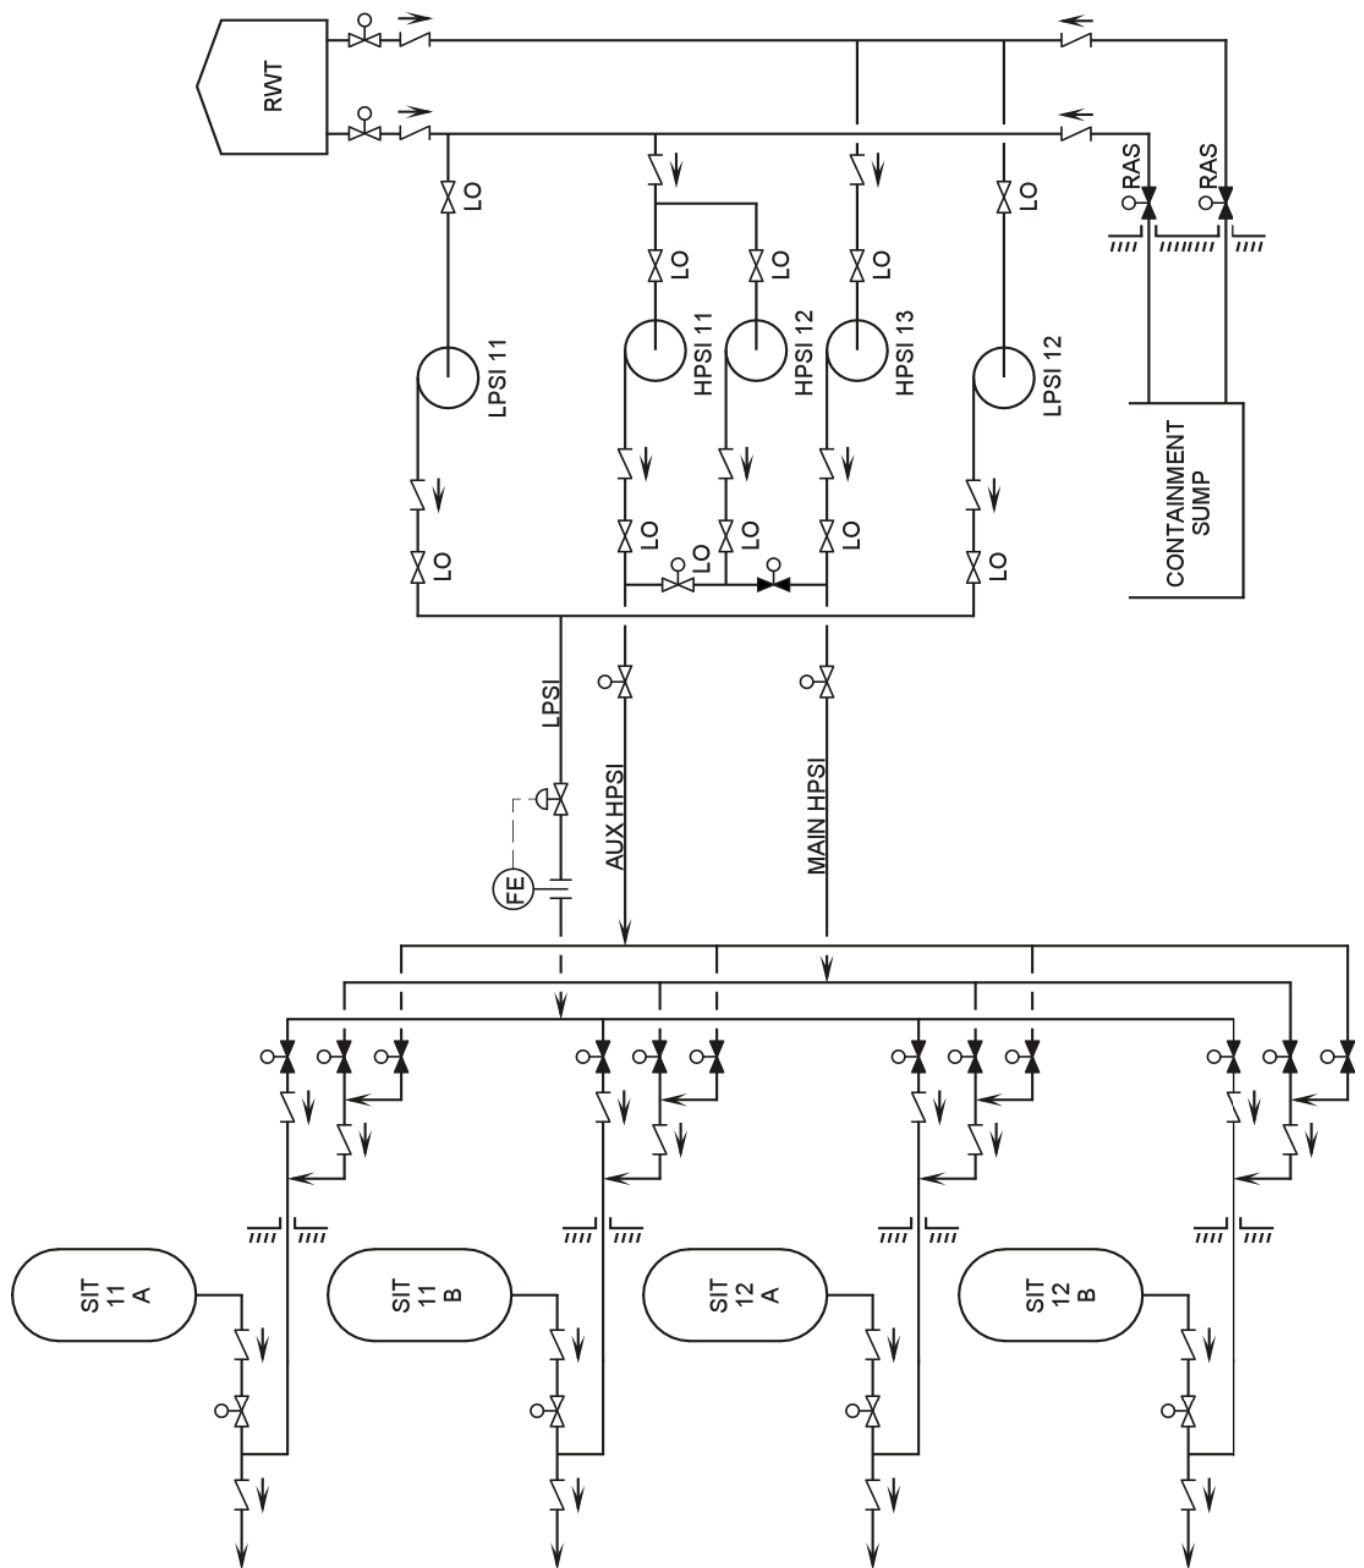 SIT
11
A
SIT
11
B
SIT
12
A
SIT
12
B
FE
LPSI
AUX HPSI
MAIN HPSI
LO
LO
LO
LO
LO
LO
LPSI 11
HPSI 11
HPSI 12
HPSI 13
LPSI 12
LO
LO
LO
LO
LO
RWT
RAS
RAS
CONTAINMENT
SUMP